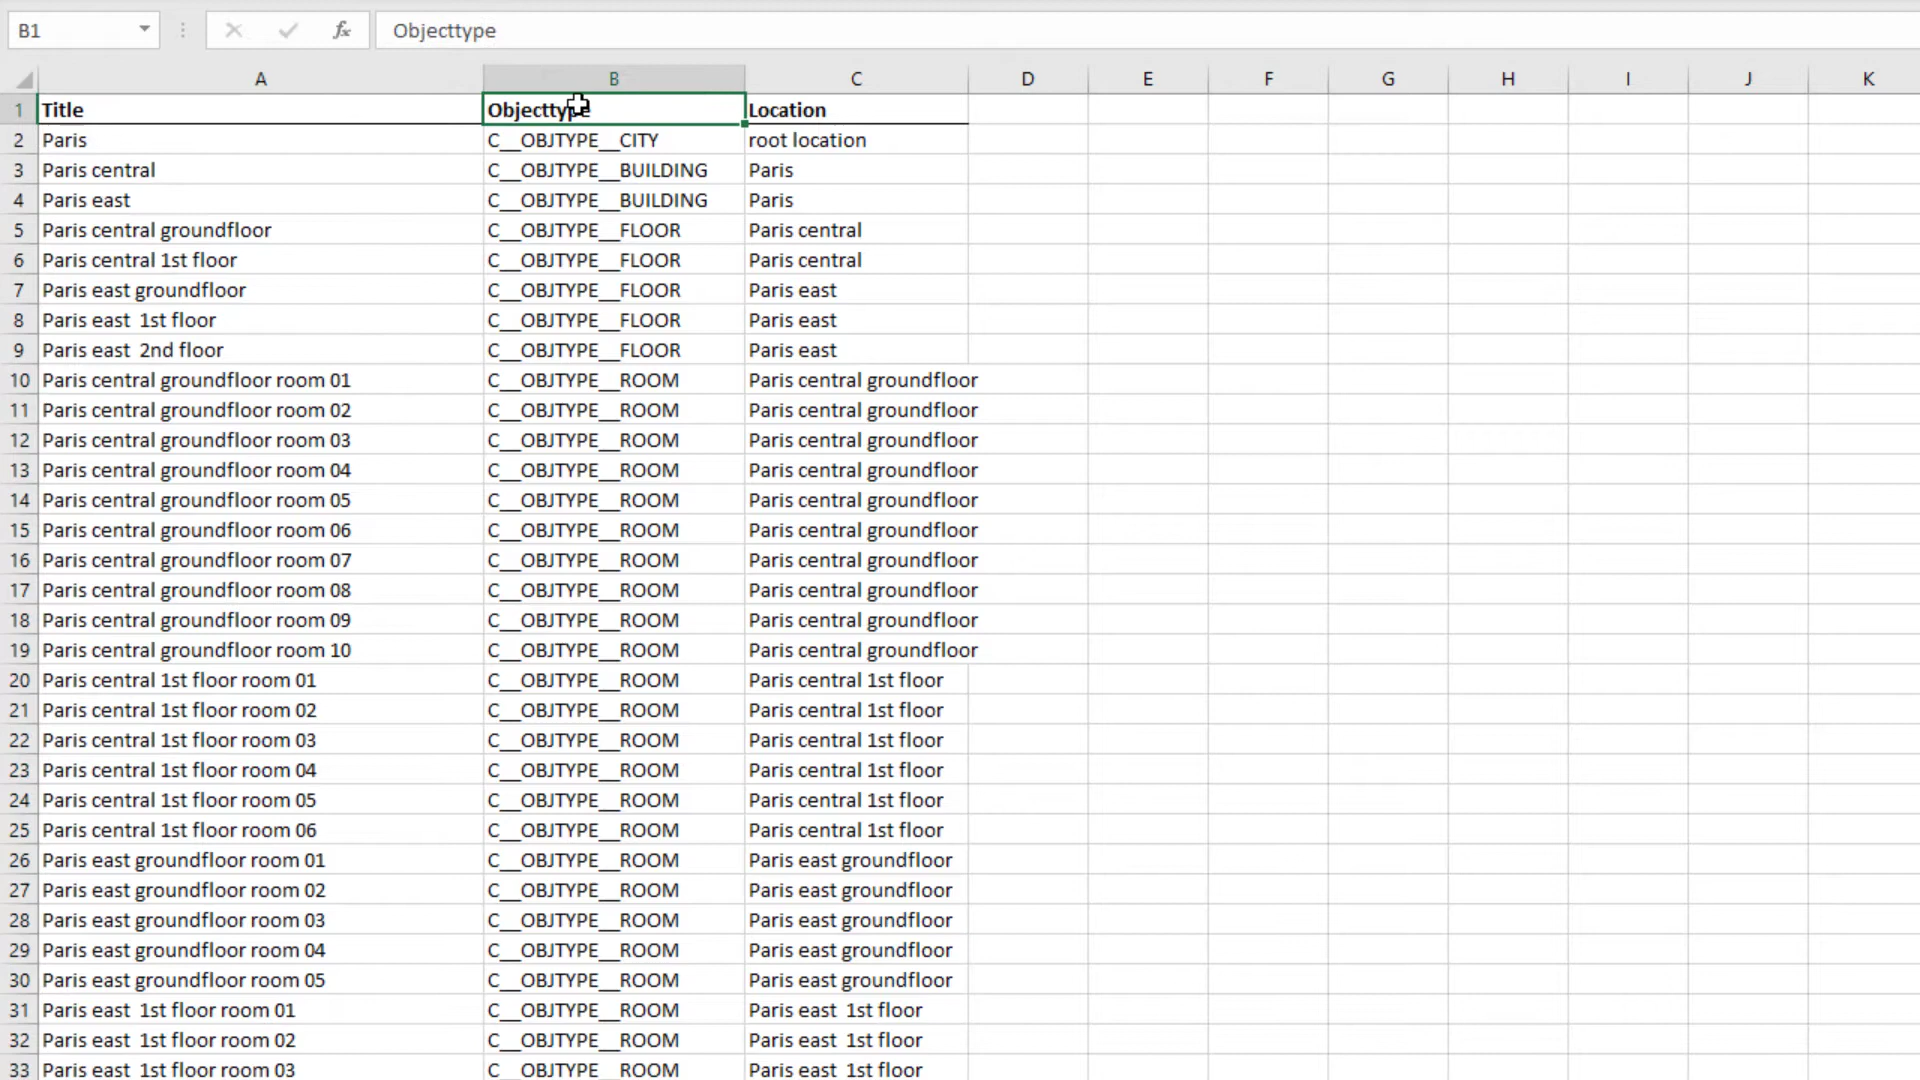 B1 fx Objecttype
A B C D E F G H I J K
1 Title Objecttype Location
2 Paris C__OBJTYPE__CITY root location
3 Paris central C__OBJTYPE__BUILDING Paris
4 Paris east C__OBJTYPE__BUILDING Paris
5 Paris central groundfloor C__OBJTYPE__FLOOR Paris central
6 Paris central 1st floor C__OBJTYPE__FLOOR Paris central
7 Paris east groundfloor C__OBJTYPE__FLOOR Paris east
8 Paris east  1st floor C__OBJTYPE__FLOOR Paris east
9 Paris east  2nd floor C__OBJTYPE__FLOOR Paris east
10 Paris central groundfloor room 01 C__OBJTYPE__ROOM Paris central groundfloor
11 Paris central groundfloor room 02 C__OBJTYPE__ROOM Paris central groundfloor
12 Paris central groundfloor room 03 C__OBJTYPE__ROOM Paris central groundfloor
13 Paris central groundfloor room 04 C__OBJTYPE__ROOM Paris central groundfloor
14 Paris central groundfloor room 05 C__OBJTYPE__ROOM Paris central groundfloor
15 Paris central groundfloor room 06 C__OBJTYPE__ROOM Paris central groundfloor
16 Paris central groundfloor room 07 C__OBJTYPE__ROOM Paris central groundfloor
17 Paris central groundfloor room 08 C__OBJTYPE__ROOM Paris central groundfloor
18 Paris central groundfloor room 09 C__OBJTYPE__ROOM Paris central groundfloor
19 Paris central groundfloor room 10 C__OBJTYPE__ROOM Paris central groundfloor
20 Paris central 1st floor room 01 C__OBJTYPE__ROOM Paris central 1st floor
21 Paris central 1st floor room 02 C__OBJTYPE__ROOM Paris central 1st floor
22 Paris central 1st floor room 03 C__OBJTYPE__ROOM Paris central 1st floor
23 Paris central 1st floor room 04 C__OBJTYPE__ROOM Paris central 1st floor
24 Paris central 1st floor room 05 C__OBJTYPE__ROOM Paris central 1st floor
25 Paris central 1st floor room 06 C__OBJTYPE__ROOM Paris central 1st floor
26 Paris east groundfloor room 01 C__OBJTYPE__ROOM Paris east groundfloor
27 Paris east groundfloor room 02 C__OBJTYPE__ROOM Paris east groundfloor
28 Paris east groundfloor room 03 C__OBJTYPE__ROOM Paris east groundfloor
29 Paris east groundfloor room 04 C__OBJTYPE__ROOM Paris east groundfloor
30 Paris east groundfloor room 05 C__OBJTYPE__ROOM Paris east groundfloor
31 Paris east  1st floor room 01 C__OBJTYPE__ROOM Paris east  1st floor
32 Paris east  1st floor room 02 C__OBJTYPE__ROOM Paris east  1st floor
33 Paris east  1st floor room 03 C__OBJTYPE__ROOM Paris east  1st floor